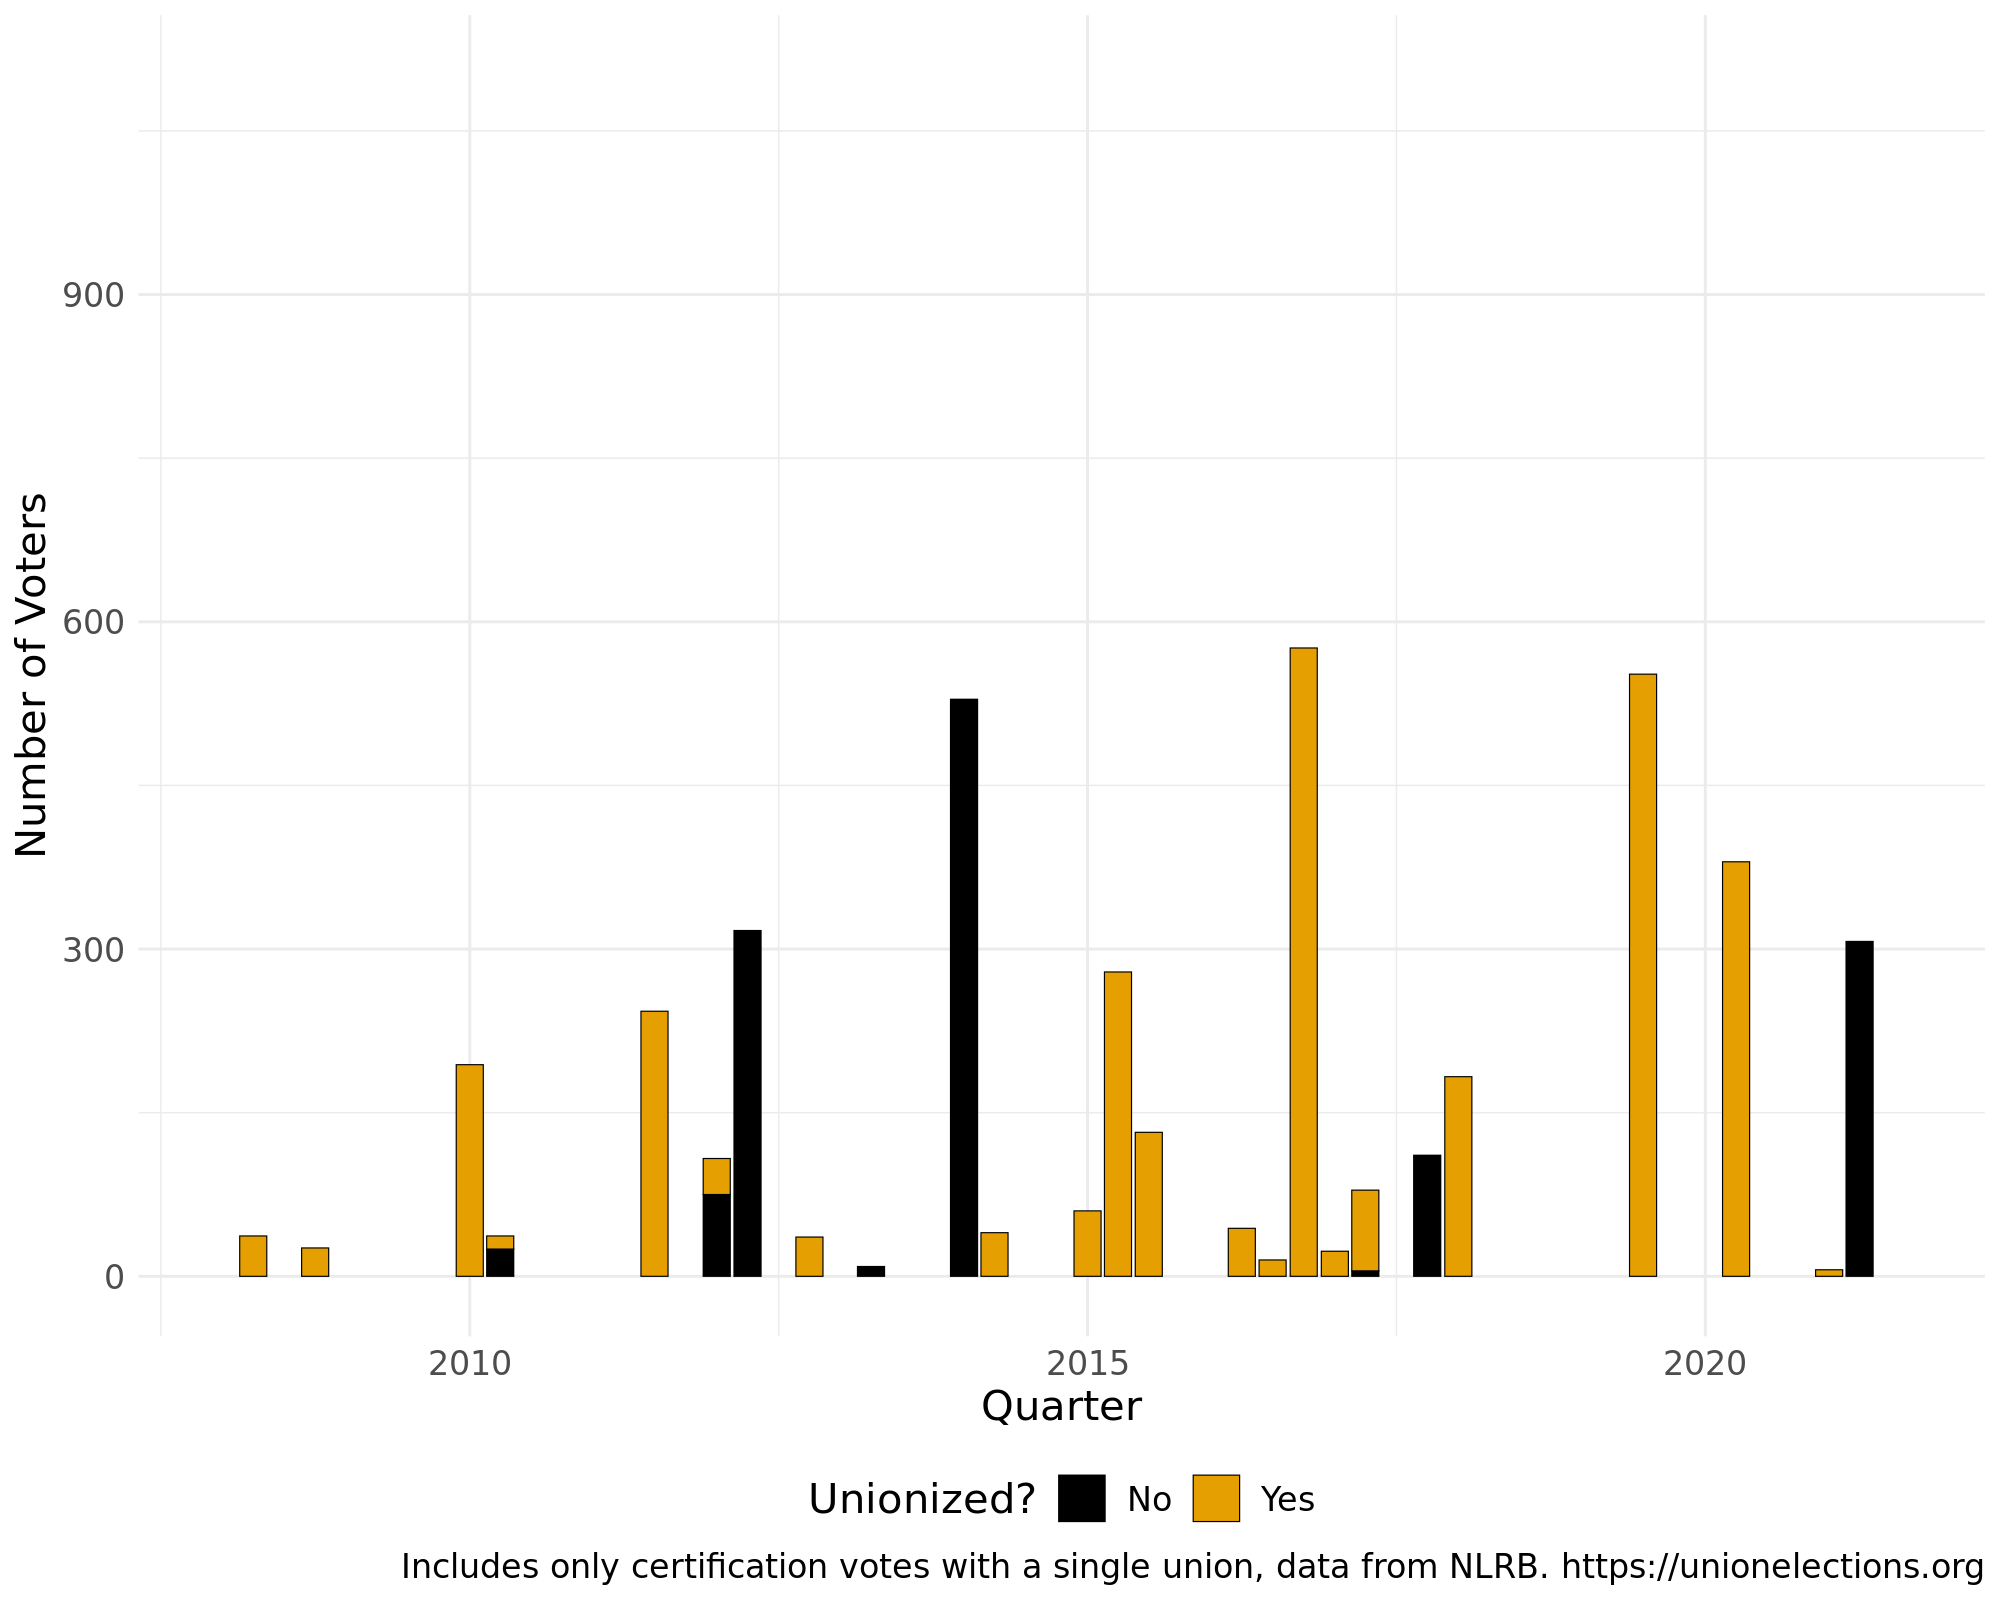 900
600
300
0
Number of Voters
2010
2015
2020
Quarter
Unionized?
No
Yes
Includes only certification votes with a single union, data from NLRB. https://unionelections.org